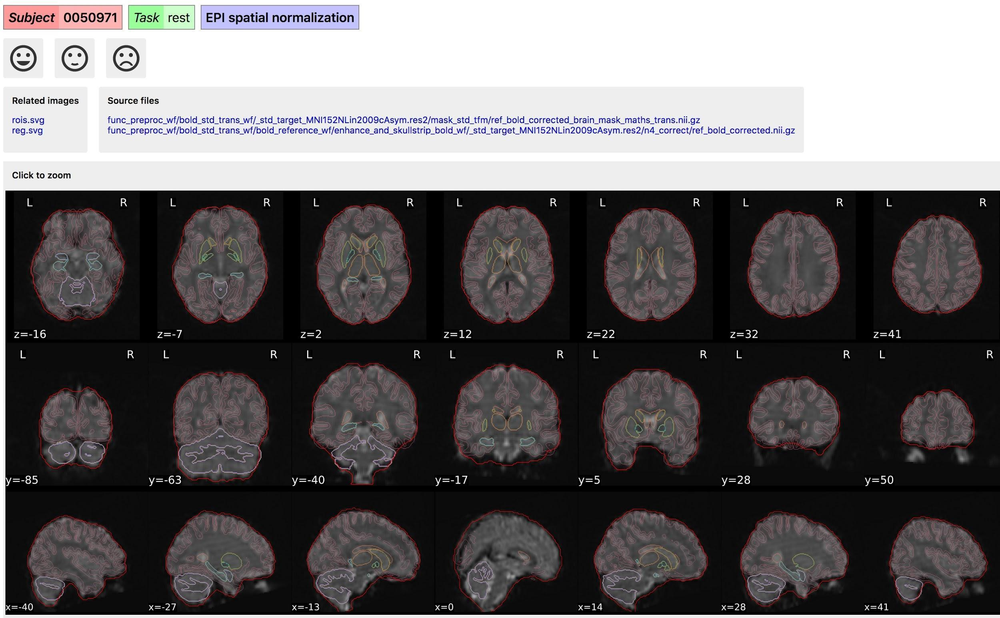 Subject 0050971 Task rest EPI spatial normalization
Related images
rois.svg
reg.svg
Source files
func_preproc_wf/bold_std_trans_wf/_std_target_MNI152NLin2009cAsym.res2/mask_std_tfm/ref_bold_corrected_brain_mask_maths_trans.nii.gz
func_preproc_wf/bold_std_trans_wf/bold_reference_wf/enhance_and_skullstrip_bold_wf/_std_target_MNI152NLin2009cAsym.res2/n4_correct/ref_bold_corrected.nii.gz
Click to zoom
L R L R L R L R L R L R L R
z=-16 z=-7 z=2 z=12 z=22 z=32 z=41
L R L R L R L R L R L R L R
y=-85 y=-63 y=-40 y=-17 y=5 y=28 y=50
x=-40 x=-27 x=-13 x=0 x=14 x=28 x=41